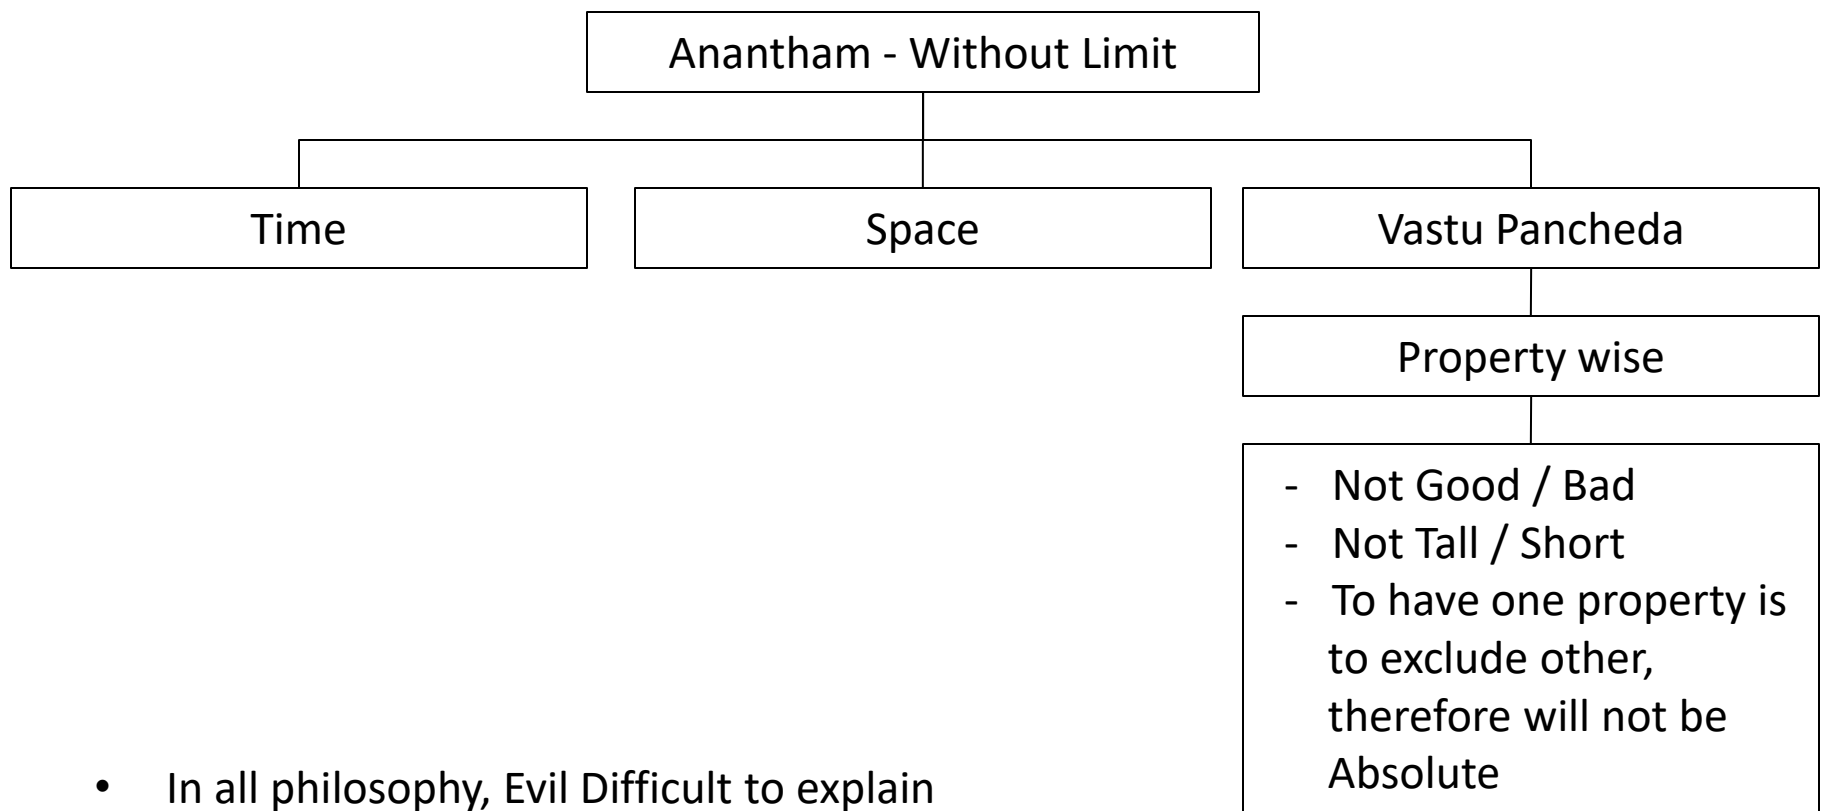 Anantham - Without Limit
Time
Space
Vastu Pancheda
Property wise
- Not Good / Bad
- Not Tall / Short
- To have one property is
to exclude other,
therefore will not be
Absolute
• In all philosophy, Evil Difficult to explain